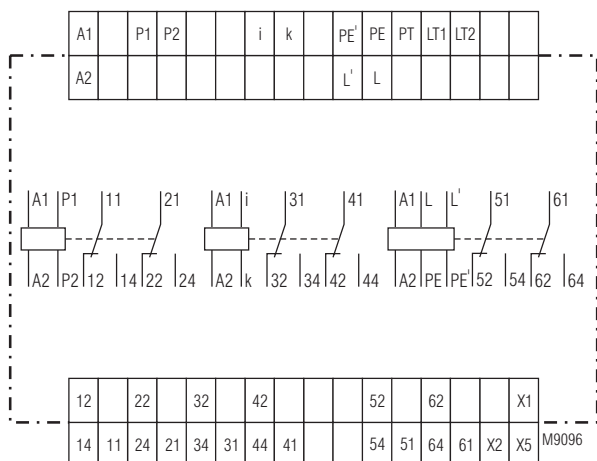 A1 P1 P2 i k PE' PE PT LT1 LT2
A2 L' L
A1 P1 11 21 A1 i 31 41 A1 L L' 51 61
A2 P2 12 14 22 24 A2 k 32 34 42 44 A2 PE PE' 52 54 62 64
12 22 32 42 52 62 X1
14 11 24 21 34 31 44 41 54 51 64 61 X2 X5 M9096